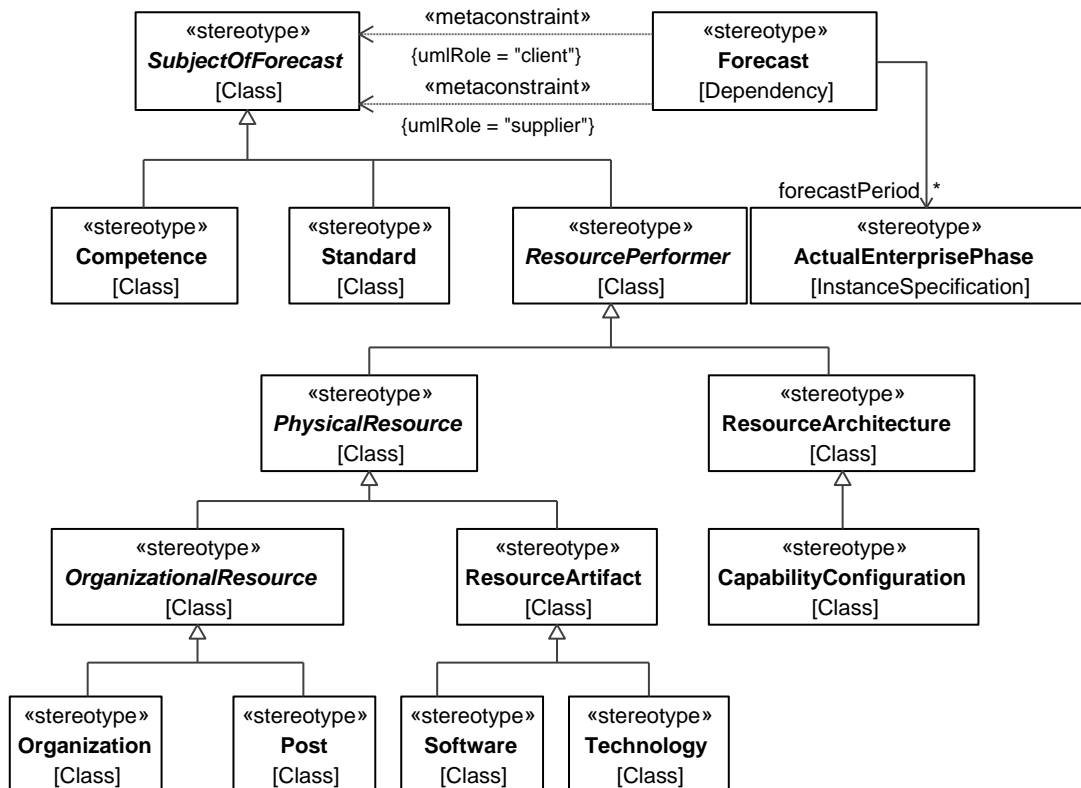 «stereotype»
SubjectOfForecast
[Class]
«metaconstraint»
{umlRole = "client"}
«metaconstraint»
{umlRole = "supplier"}
«stereotype»
Forecast
[Dependency]
forecastPeriod *
«stereotype»
Competence
[Class]
«stereotype»
Standard
[Class]
«stereotype»
ResourcePerformer
[Class]
«stereotype»
ActualEnterprisePhase
[InstanceSpecification]
«stereotype»
PhysicalResource
[Class]
«stereotype»
ResourceArchitecture
[Class]
«stereotype»
OrganizationalResource
[Class]
«stereotype»
ResourceArtifact
[Class]
«stereotype»
CapabilityConfiguration
[Class]
«stereotype»
Organization
[Class]
«stereotype»
Post
[Class]
«stereotype»
Software
[Class]
«stereotype»
Technology
[Class]